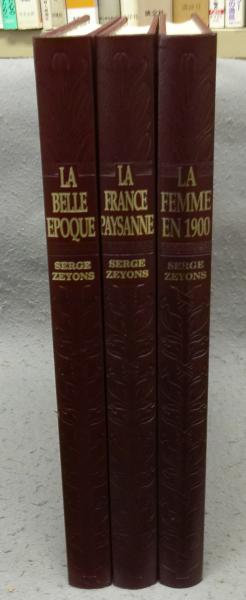 LA
BELLE
EPOQUE
SERGE
ZEYONS
LA
FRANCE
PAYSANNE
SERGE
ZEYONS
LA
FEMME
EN 1900
SERGE
ZEYONS